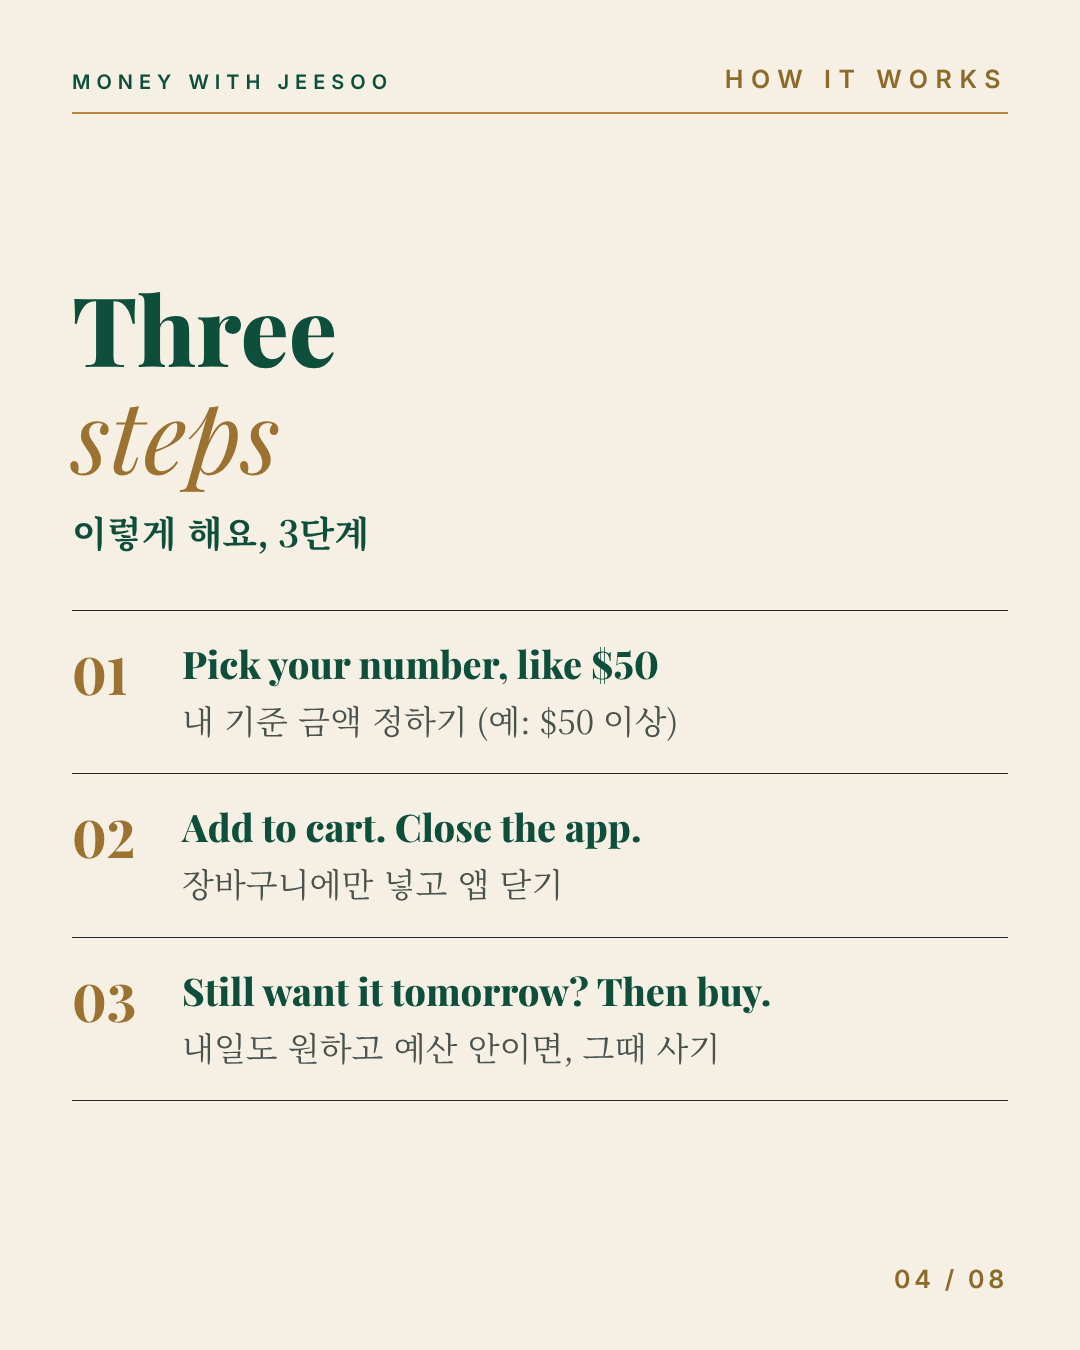 MONEY WITH JEESOO
HOW IT WORKS
Three
steps
이렇게 해요, 3단계
01
Pick your number, like $50
내 기준 금액 정하기 (예: $50 이상)
02
Add to cart. Close the app.
장바구니에만 넣고 앱 닫기
03
Still want it tomorrow? Then buy.
내일도 원하고 예산 안이면, 그때 사기
04 / 08